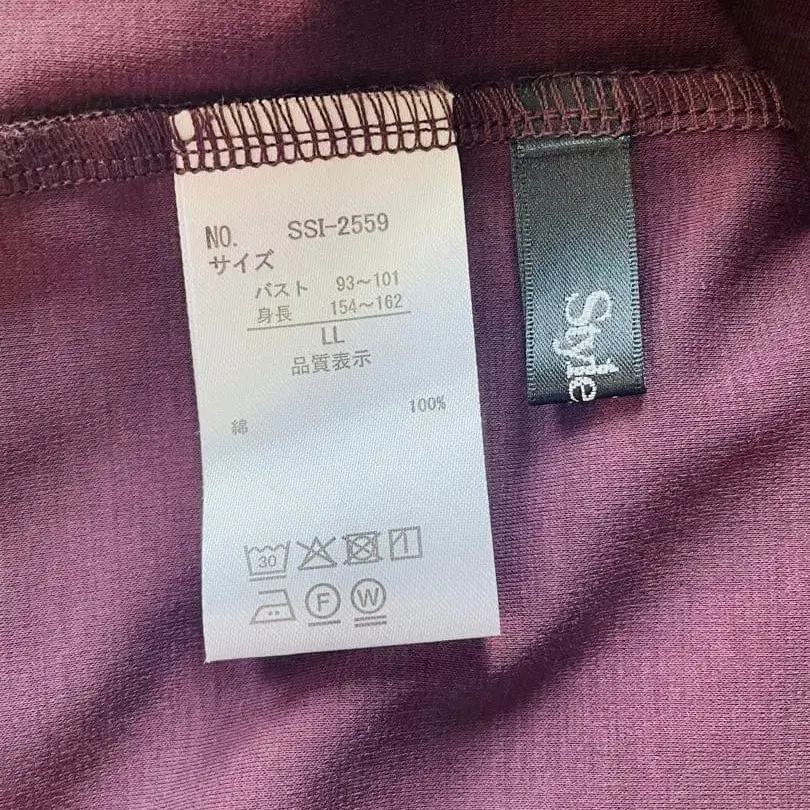 NO. SSI-2559
サイズ
バスト 93～101
身長 154～162
LL
品質表示
綿 100%
30
F W
Style